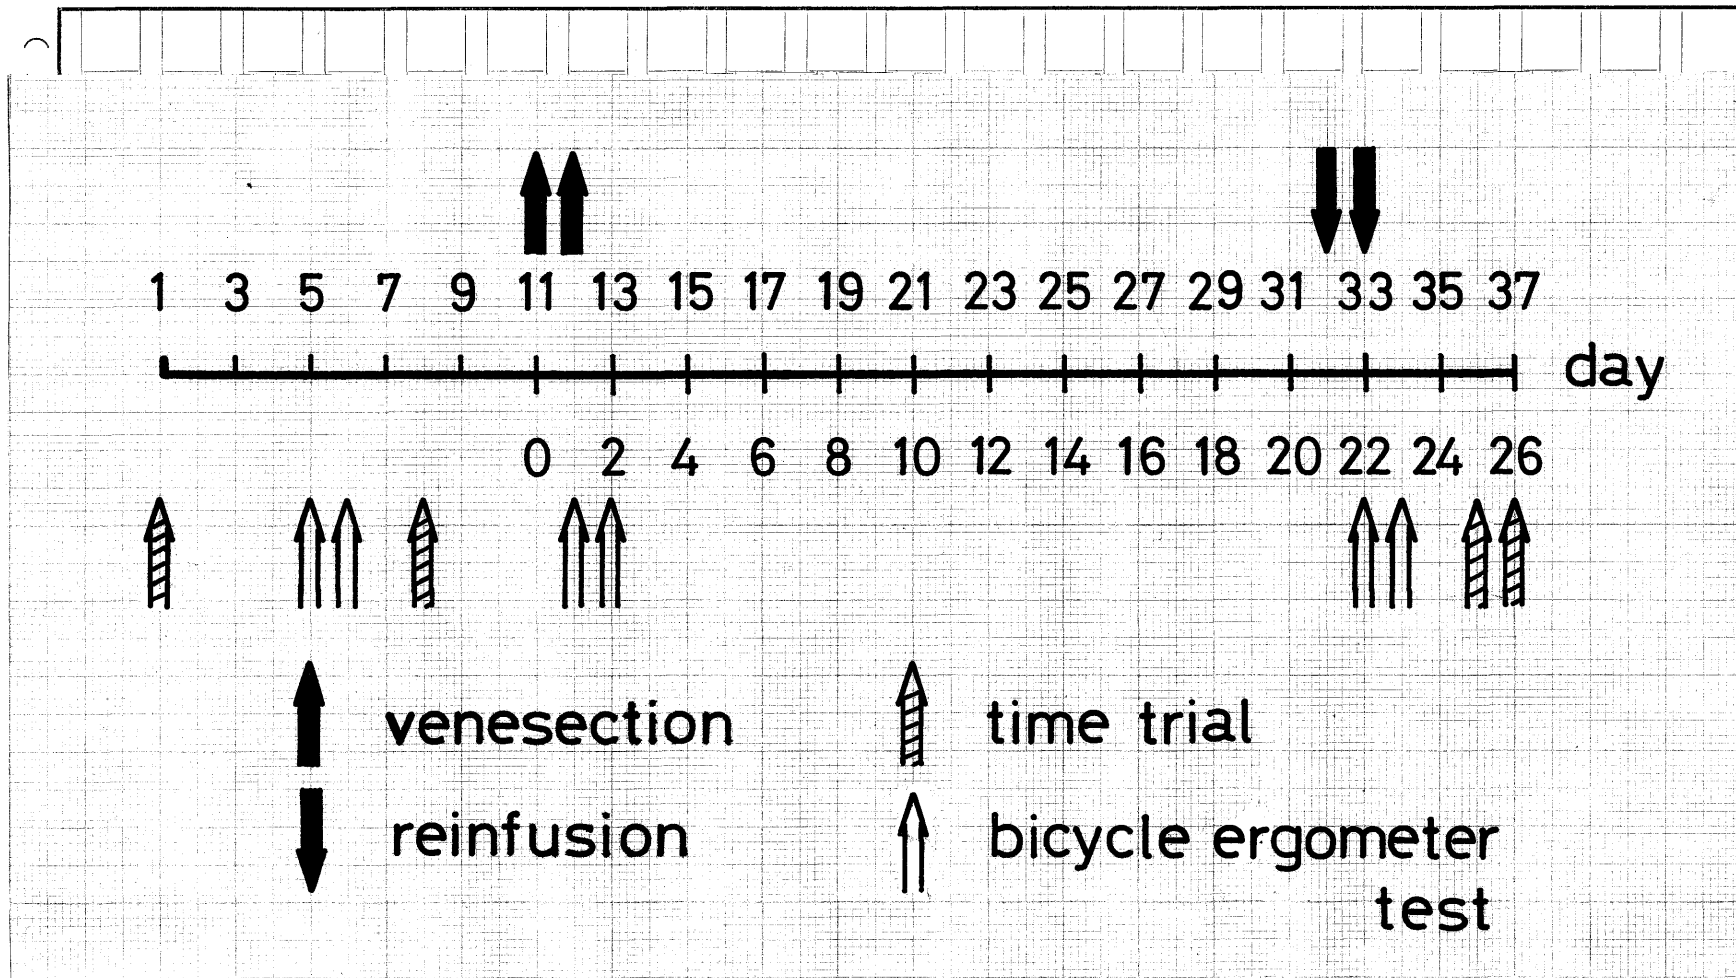 1 3 5 7 9 11 13 15 17 19 21 23 25 27 29 31 33 35 37
day
0 2 4 6 8 10 12 14 16 18 20 22 24 26
venesection
time trial
reinfusion
bicycle ergometer
test